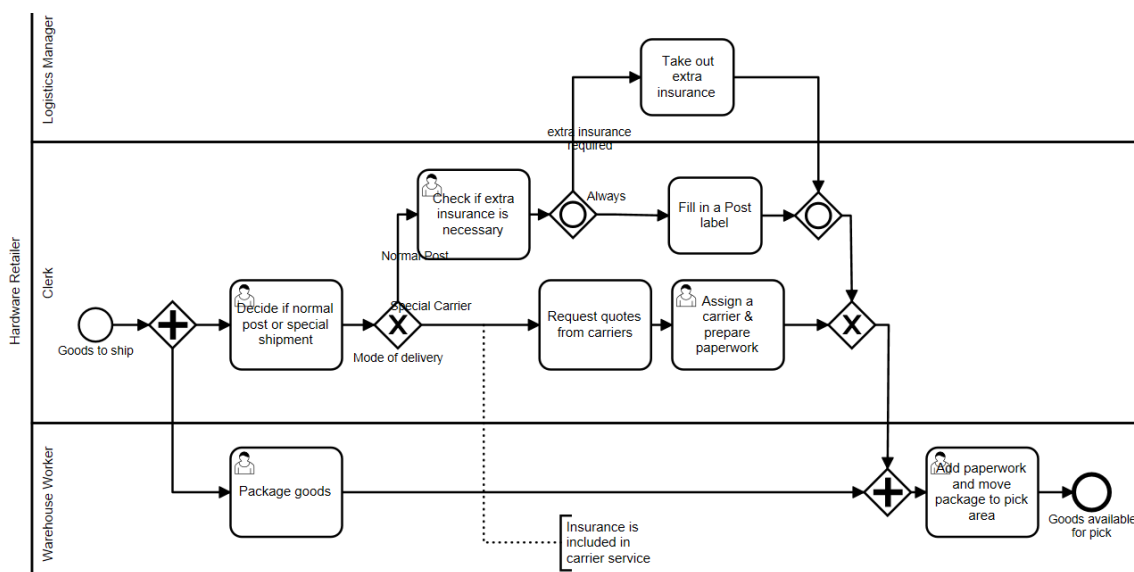 Hardware Retailer
Logistics Manager
Take out
extra
insurance
extra insurance
required
Clerk
Check if extra
insurance is
necessary
Always
Fill in a Post
label
Normal Post
Special Carrier
Goods to ship
Decide if normal
post or special
shipment
Mode of delivery
Request quotes
from carriers
Assign a
carrier &
prepare
paperwork
Warehouse Worker
Package goods
Insurance is
included in
carrier service
Add paperwork
and move
package to pick
area
Goods available
for pick